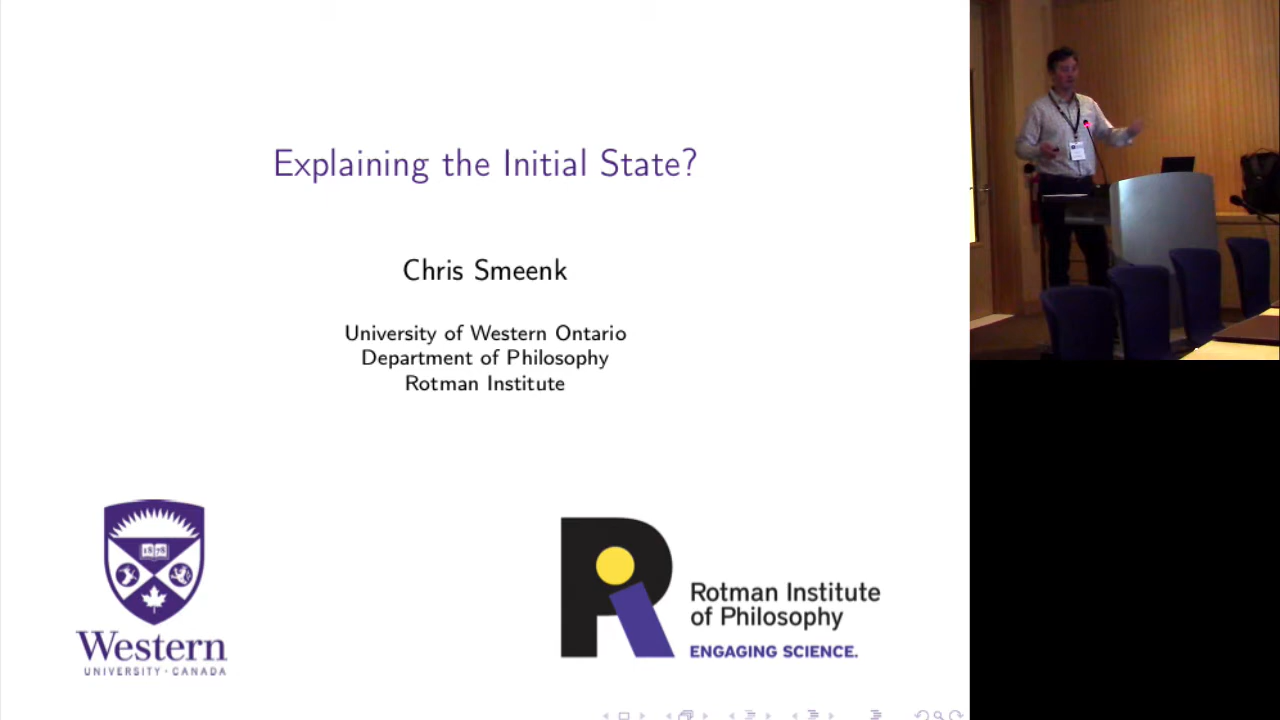 Explaining the Initial State?
Chris Smeenk
University of Western Ontario
Department of Philosophy
Rotman Institute
1878
Western
UNIVERSITY · CANADA
Rotman Institute
of Philosophy
ENGAGING SCIENCE.